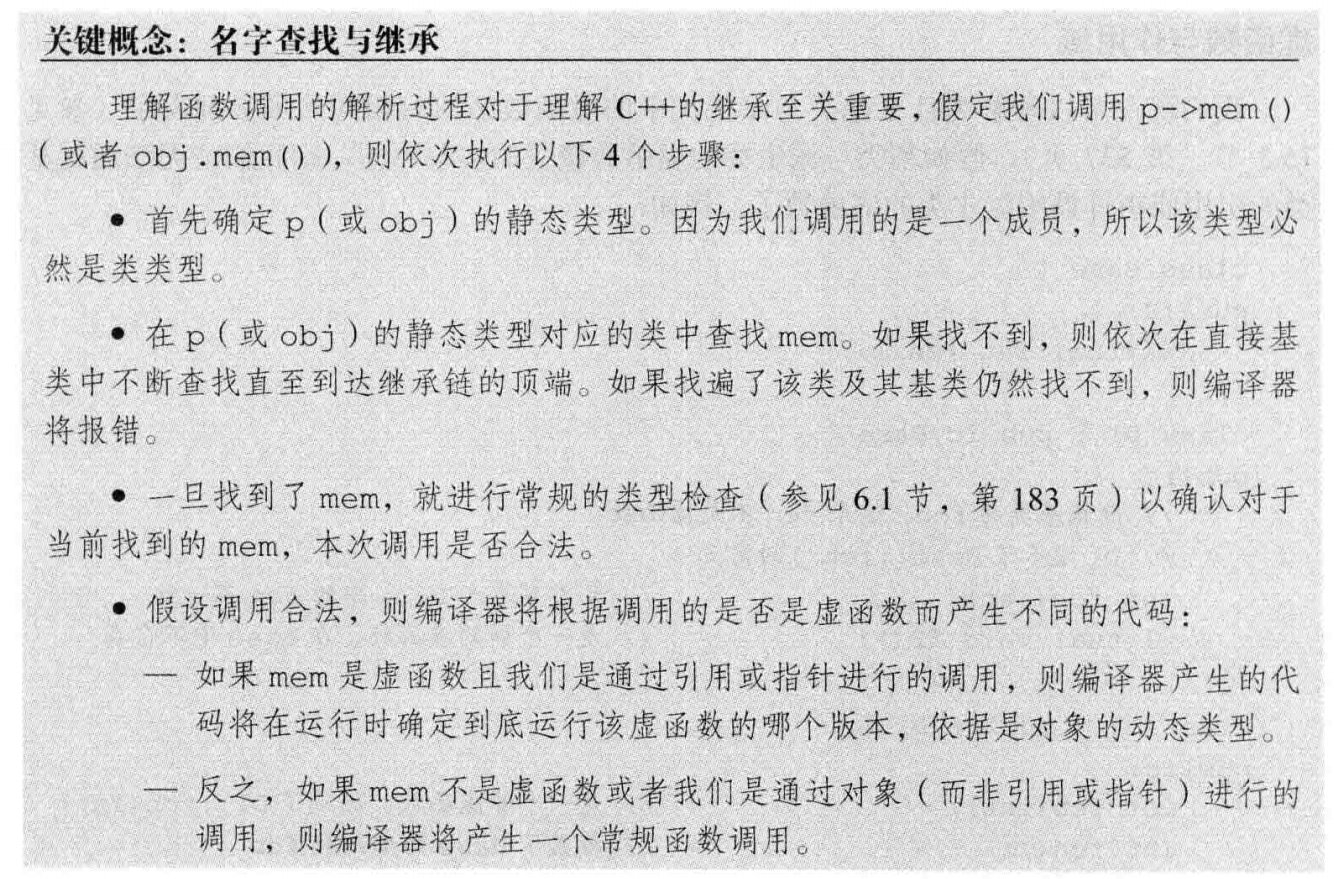 关键概念：名字查找与继承
理解函数调用的解析过程对于理解 C++的继承至关重要，假定我们调用 p->mem()
（或者 obj.mem()），则依次执行以下 4 个步骤：
● 首先确定 p（或 obj）的静态类型。因为我们调用的是一个成员，所以该类型必
然是类类型。
● 在 p（或 obj）的静态类型对应的类中查找 mem。如果找不到，则依次在直接基
类中不断查找直至到达继承链的顶端。如果找遍了该类及其基类仍然找不到，则编译器
将报错。
● 一旦找到了 mem，就进行常规的类型检查（参见 6.1 节，第 183 页）以确认对于
当前找到的 mem，本次调用是否合法。
● 假设调用合法，则编译器将根据调用的是否是虚函数而产生不同的代码：
— 如果 mem 是虚函数且我们是通过引用或指针进行的调用，则编译器产生的代
码将在运行时确定到底运行该虚函数的哪个版本，依据是对象的动态类型。
— 反之，如果 mem 不是虚函数或者我们是通过对象（而非引用或指针）进行的
调用，则编译器将产生一个常规函数调用。